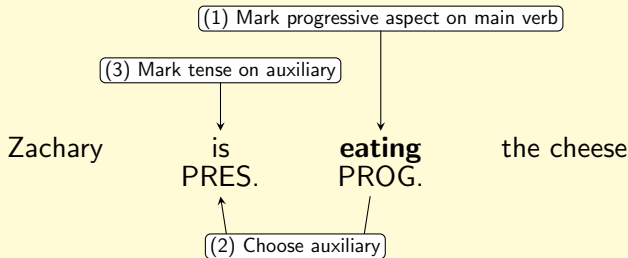 (1) Mark progressive aspect on main verb
(3) Mark tense on auxiliary
Zachary is eating the cheese
PRES. PROG.
(2) Choose auxiliary